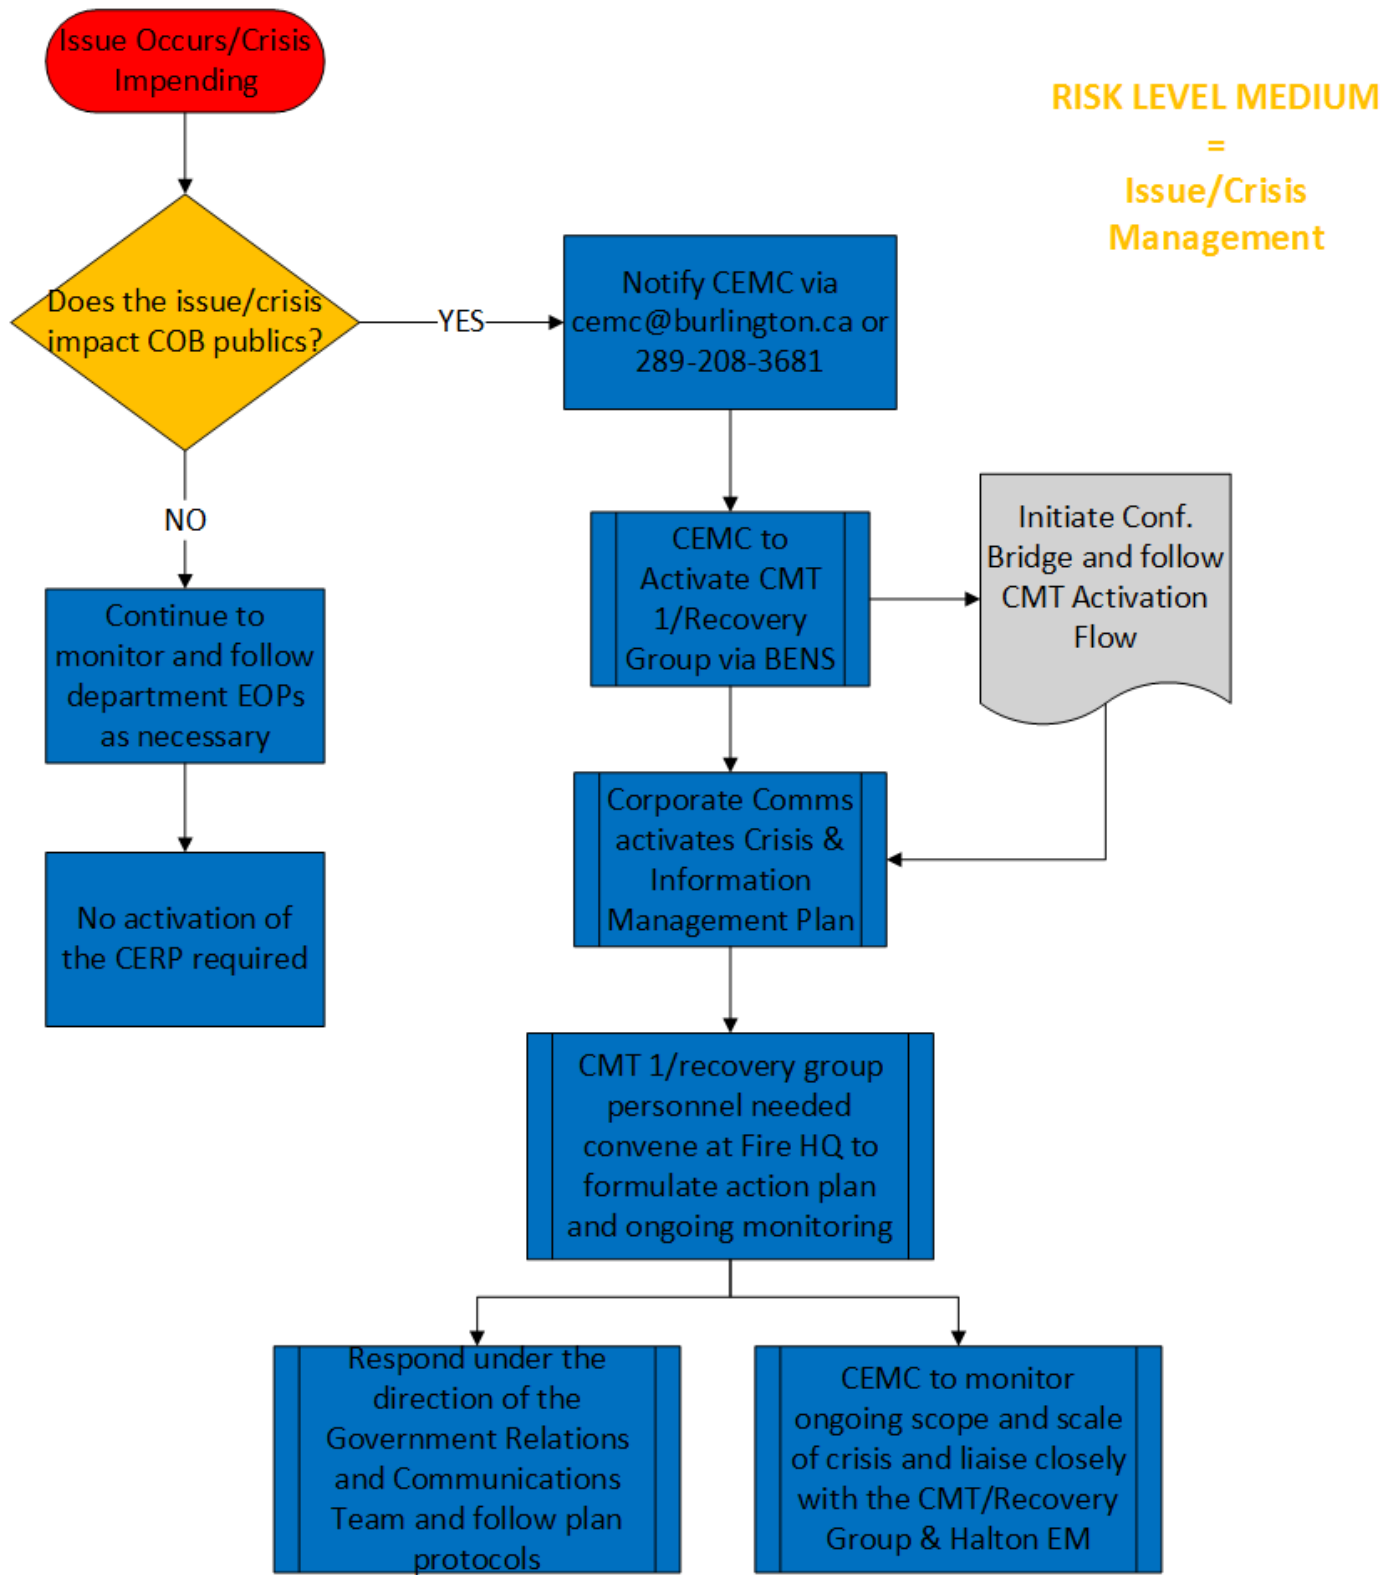 Issue Occurs/Crisis
Impending
RISK LEVEL MEDIUM
=
Issue/Crisis
Management
Does the issue/crisis
impact COB publics?
YES
Notify CEMC via
cemc@burlington.ca or
289-208-3681
NO
CEMC to
Activate CMT
1/Recovery
Group via BENS
Initiate Conf.
Bridge and follow
CMT Activation
Flow
Continue to
monitor and follow
department EOPs
as necessary
Corporate Comms
activates Crisis &
Information
Management Plan
No activation of
the CERP required
CMT 1/recovery group
personnel needed
convene at Fire HQ to
formulate action plan
and ongoing monitoring
Respond under the
direction of the
Government Relations
and Communications
Team and follow plan
protocols
CEMC to monitor
ongoing scope and scale
of crisis and liaise closely
with the CMT/Recovery
Group & Halton EM